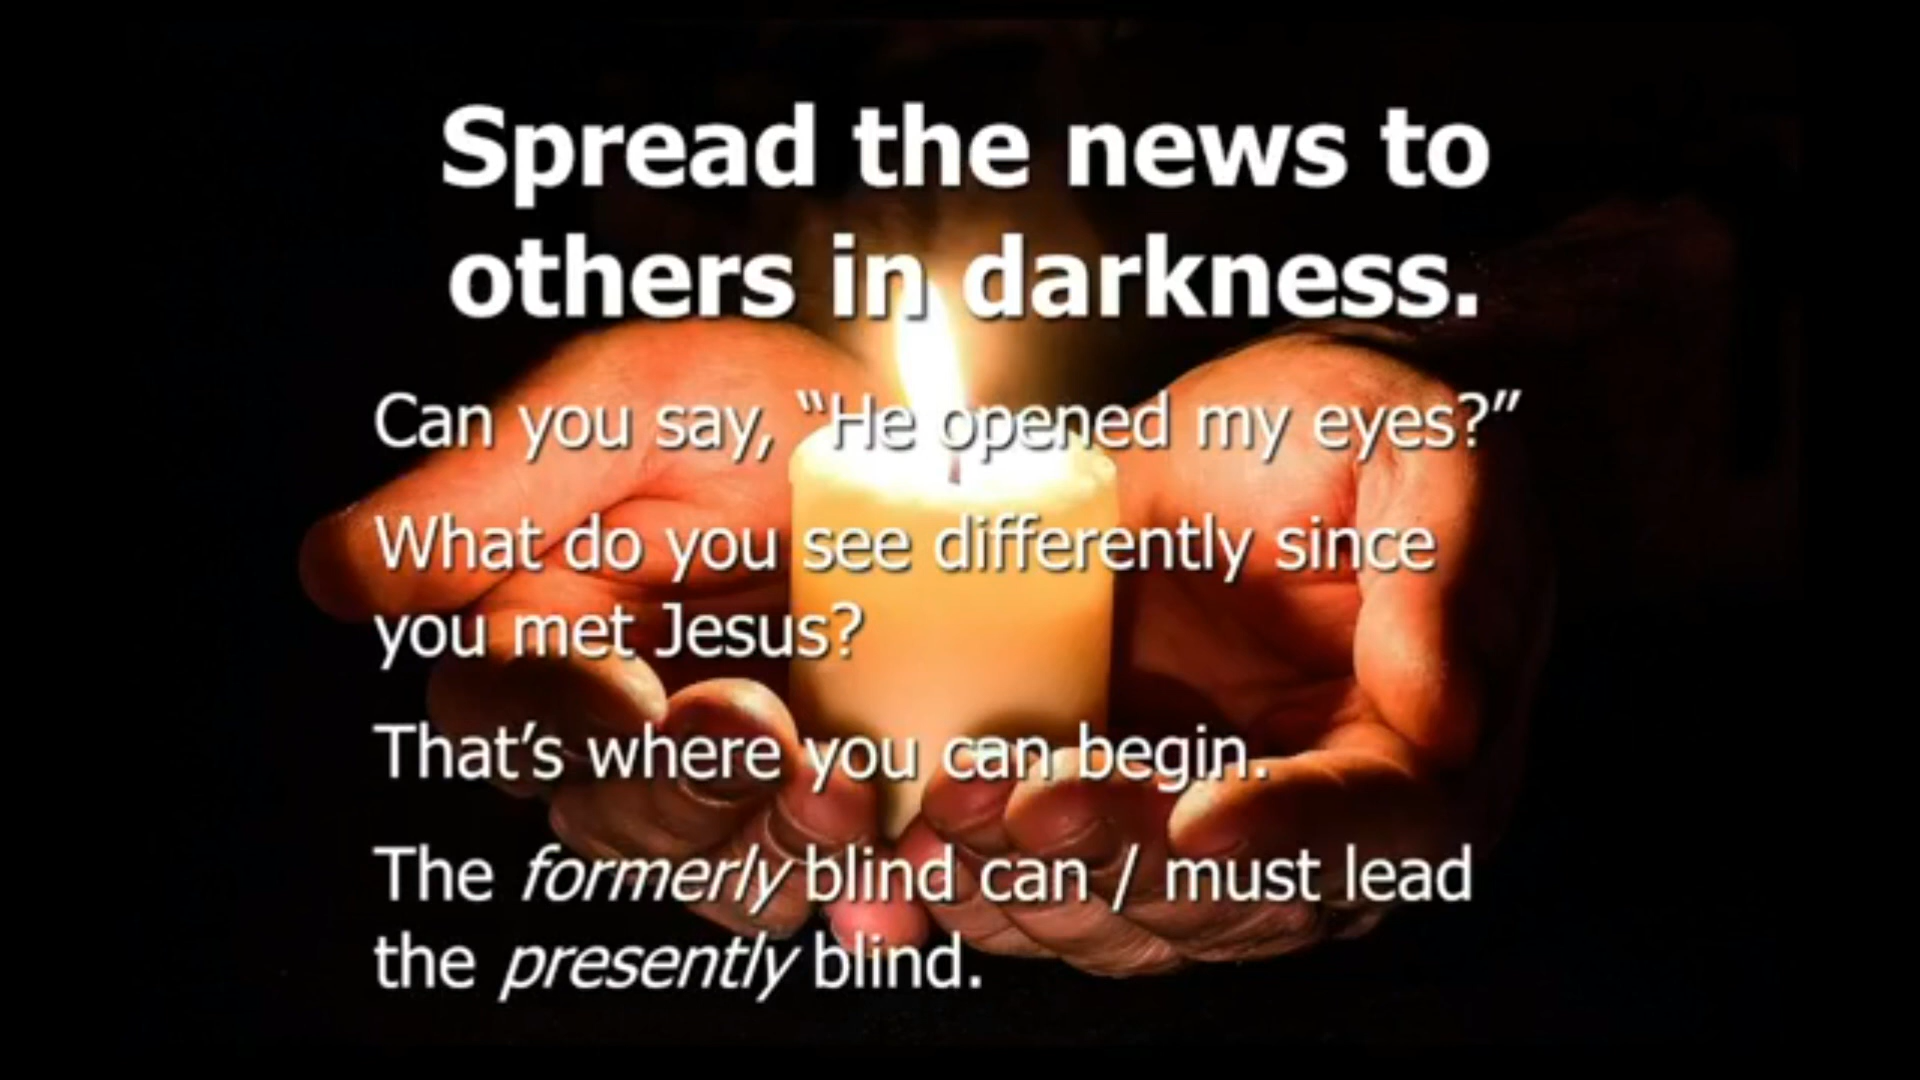 Spread the news to
others in darkness.
Can you say, “He opened my eyes?”
What do you see differently since
you met Jesus?
That’s where you can begin.
The formerly blind can / must lead
the presently blind.